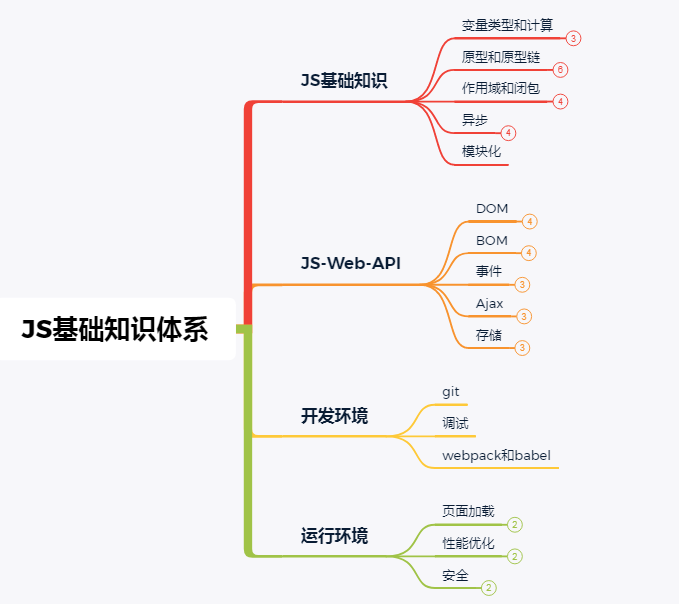 JS基础知识体系
JS基础知识
变量类型和计算 3
原型和原型链 6
作用域和闭包 4
异步 4
模块化
JS-Web-API
DOM 4
BOM 4
事件 3
Ajax 3
存储 3
开发环境
git
调试
webpack和babel
运行环境
页面加载 2
性能优化 2
安全 2